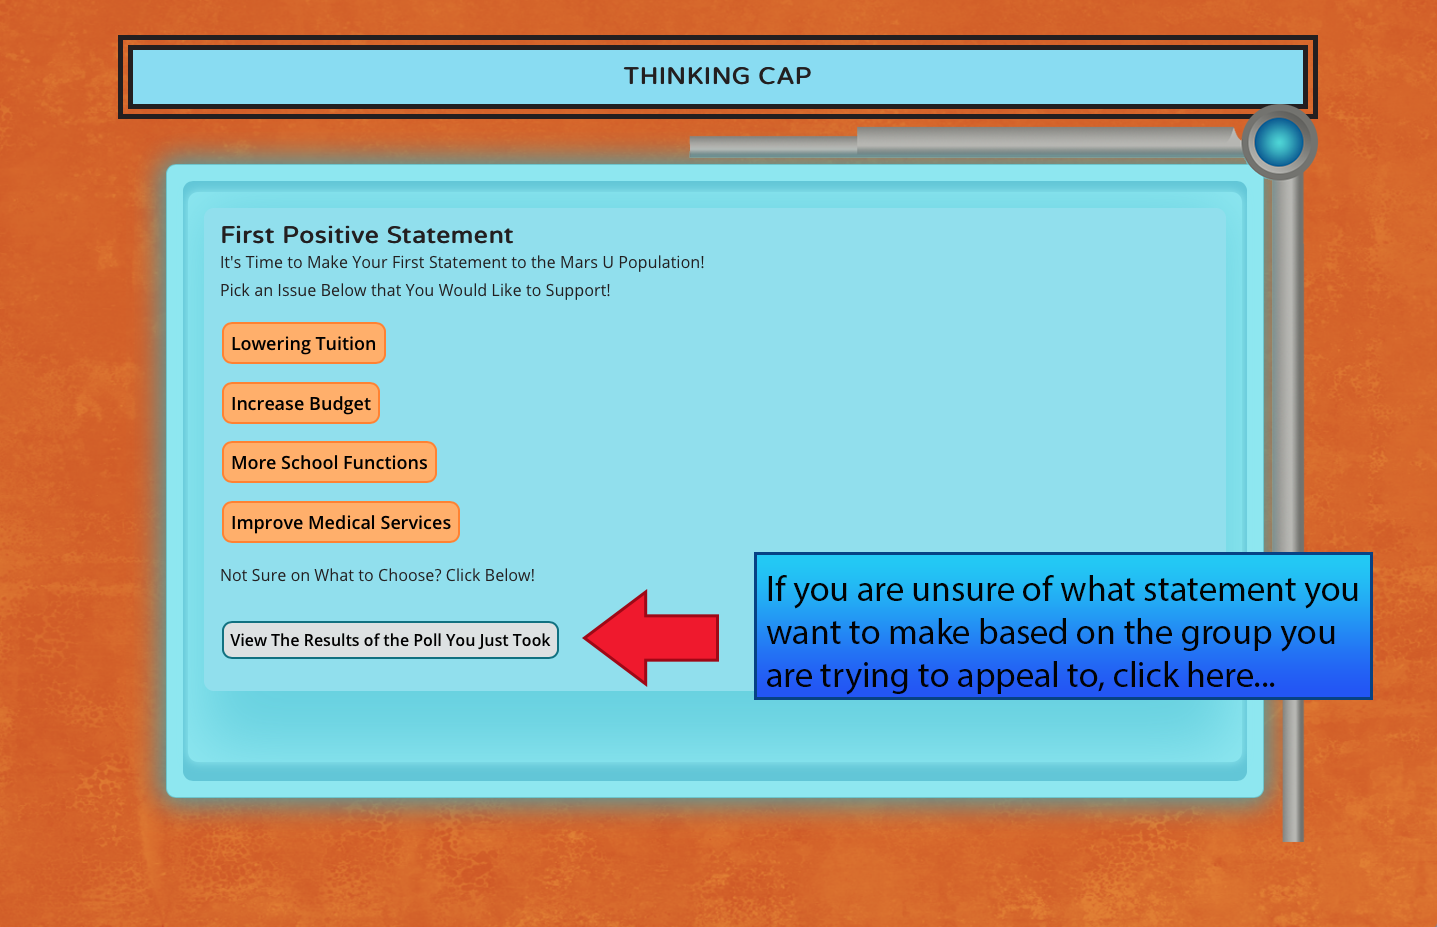 THINKING CAP
First Positive Statement
It's Time to Make Your First Statement to the Mars U Population!
Pick an Issue Below that You Would Like to Support!
Lowering Tuition
Increase Budget
More School Functions
Improve Medical Services
Not Sure on What to Choose? Click Below!
View The Results of the Poll You Just Took
If you are unsure of what statement you
want to make based on the group you
are trying to appeal to, click here...